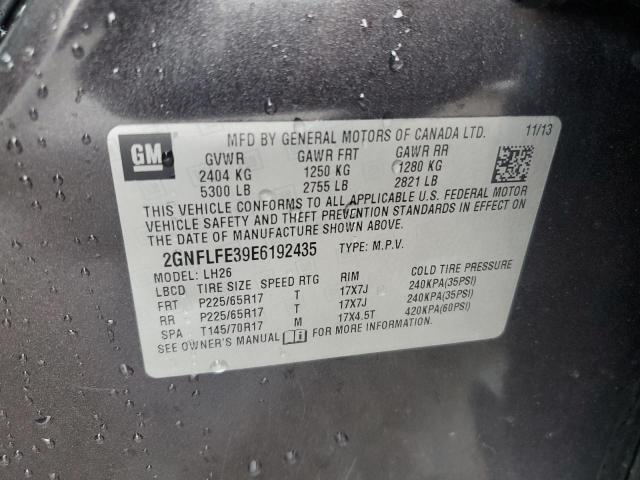 GM
MFD BY GENERAL MOTORS OF CANADA LTD. 11/13
GVWR GAWR FRT GAWR RR
2404 KG 1250 KG 1280 KG
5300 LB 2755 LB 2821 LB
THIS VEHICLE CONFORMS TO ALL APPLICABLE U.S. FEDERAL MOTOR
VEHICLE SAFETY AND THEFT PREVENTION STANDARDS IN EFFECT ON
THE DATE OF MANUFACTURE SHOWN ABOVE.
2GNFLFE39E6192435 TYPE: M.P.V.
MODEL: LH26
LBCD TIRE SIZE SPEED RTG RIM COLD TIRE PRESSURE
FRT P225/65R17 T 17X7J 240KPA(35PSI)
RR P225/65R17 T 17X7J 240KPA(35PSI)
SPA T145/70R17 M 17X4.5T 420KPA(60PSI)
SEE OWNER'S MANUAL FOR MORE INFORMATION.